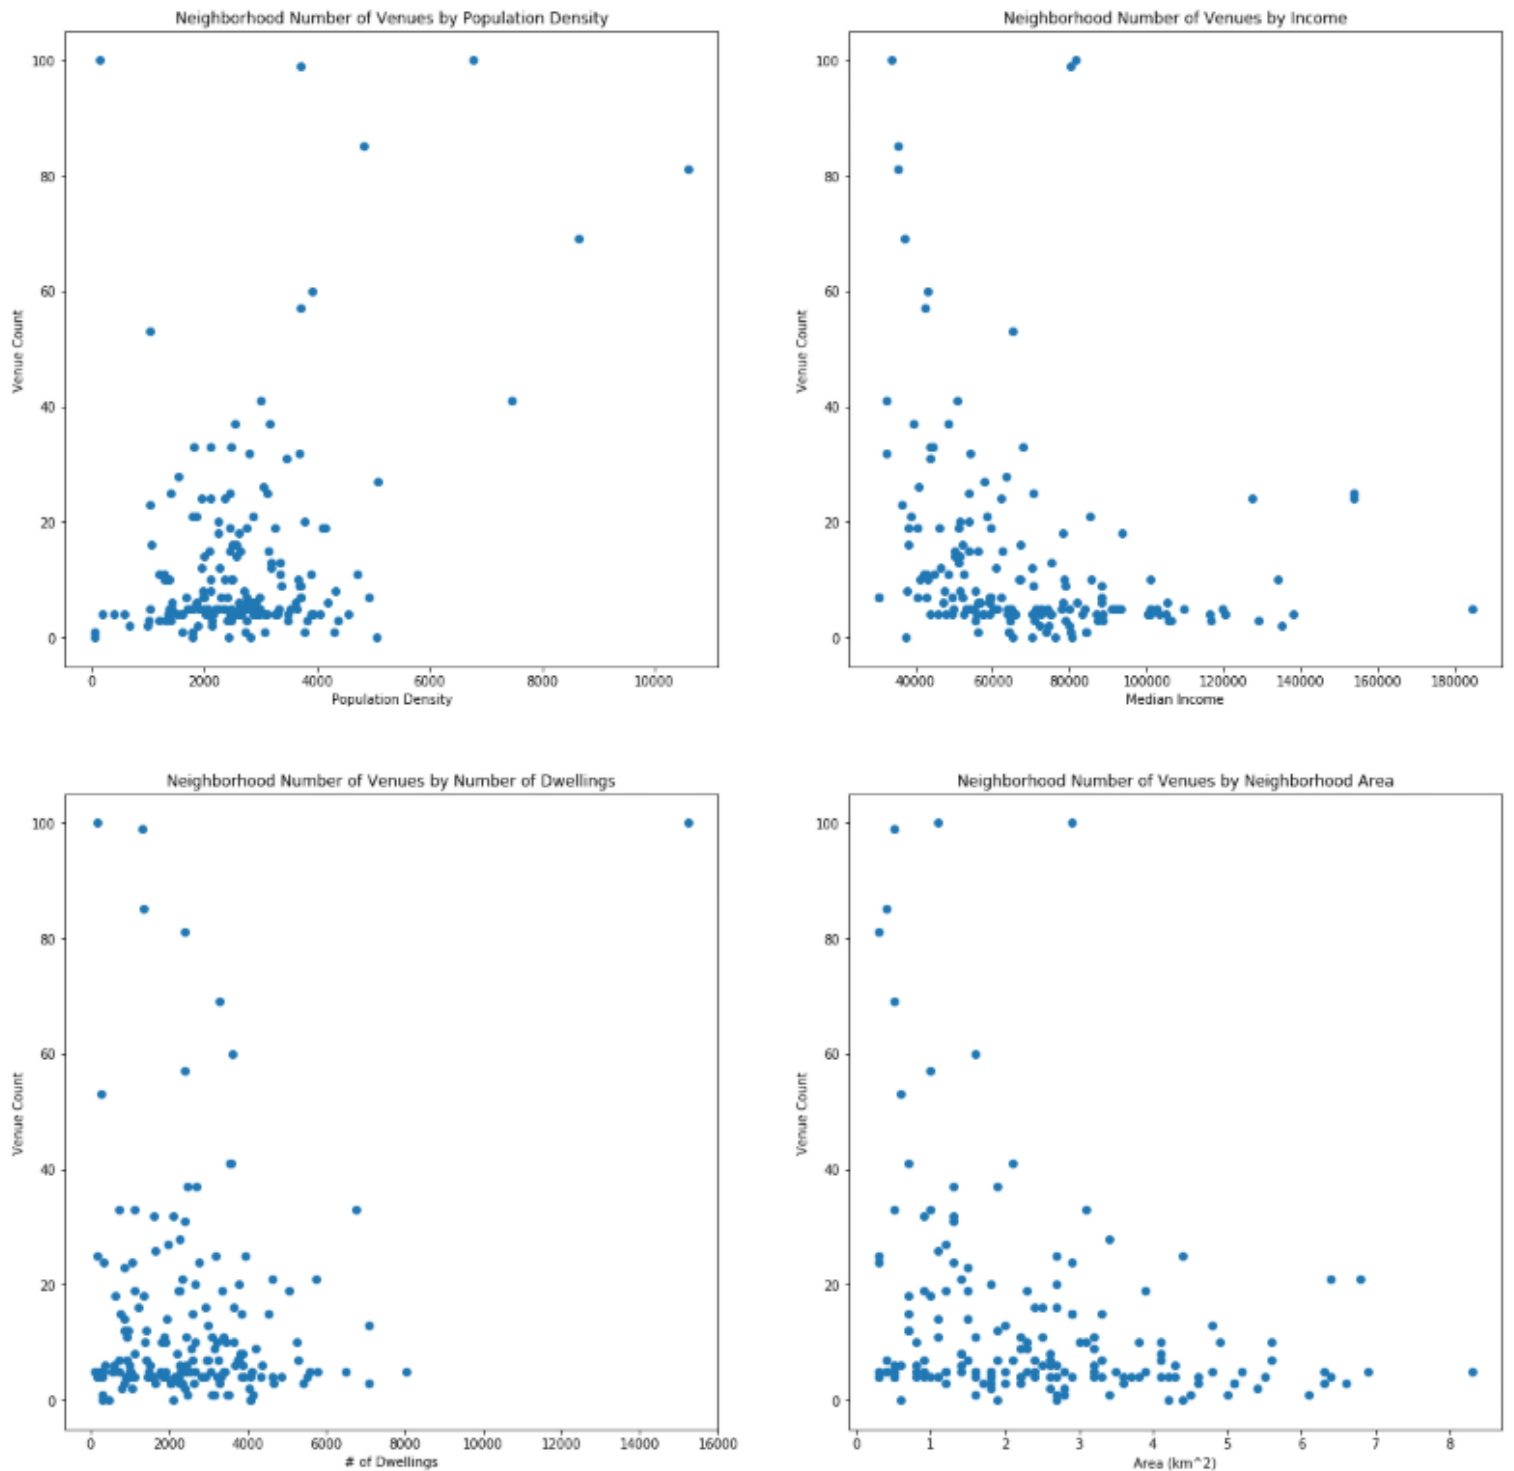 Neighborhood Number of Venues by Population Density
100
80
60
40
20
0
Venue Count
0 2000 4000 6000 8000 10000
Population Density
Neighborhood Number of Venues by Income
100
80
60
40
20
0
Venue Count
40000 60000 80000 100000 120000 140000 160000 180000
Median Income
Neighborhood Number of Venues by Number of Dwellings
100
80
60
40
20
0
Venue Count
0 2000 4000 6000 8000 10000 12000 14000 16000
# of Dwellings
Neighborhood Number of Venues by Neighborhood Area
100
80
60
40
20
0
Venue Count
0 1 2 3 4 5 6 7 8
Area (km^2)